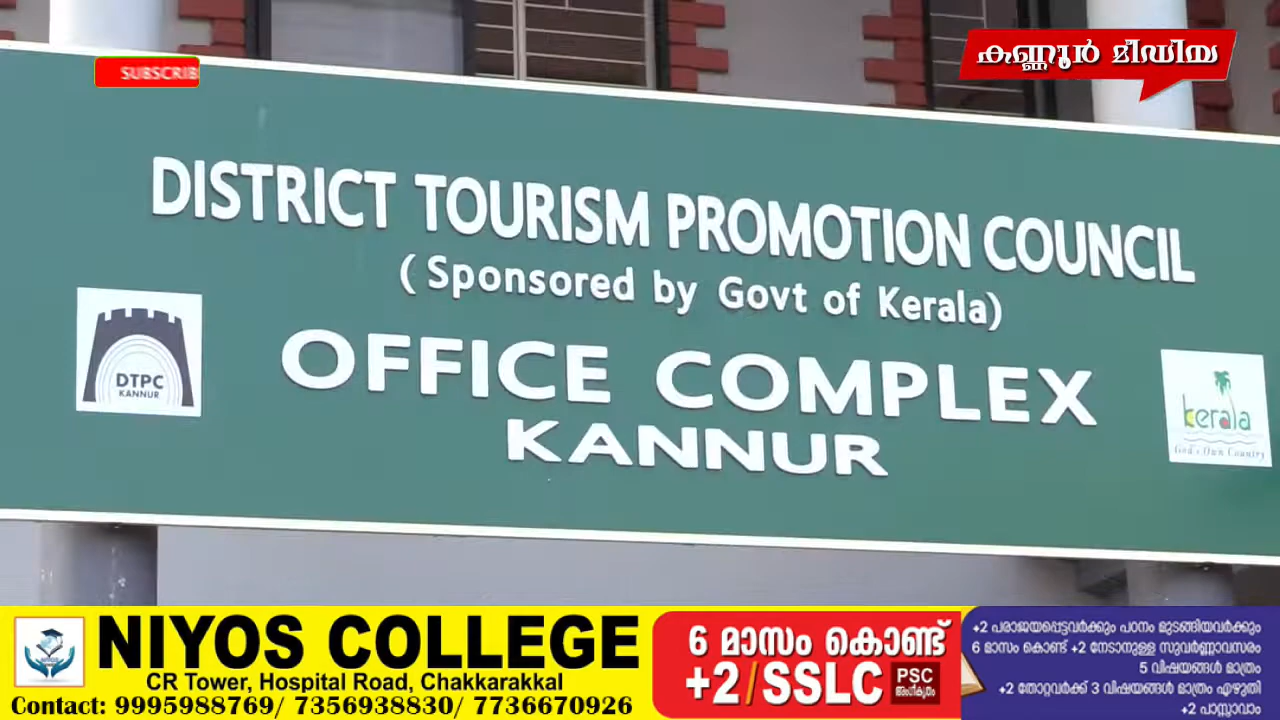 SUBSCRIB
കണ്ണൂർ മീഡിയ
DISTRICT TOURISM PROMOTION COUNCIL
(Sponsored by Govt of Kerala)
OFFICE COMPLEX
KANNUR
DTPC
KANNUR
kerala
God's Own Country
NIYOS COLLEGE
CR Tower, Hospital Road, Chakkarakkal
Contact: 9995988769/ 7356938830/ 7736670926
6 മാസം കൊണ്ട്
+2/SSLC
PSC
അംഗീകൃതം
+2 പരാജയപ്പെട്ടവർക്കും പഠനം മുടങ്ങിയവർക്കും
6 മാസം കൊണ്ട് +2 നേടാനുള്ള സുവർണ്ണാവസരം
5 വിഷയങ്ങൾ മാത്രം
+2 തോറ്റവർക്ക് 3 വിഷയങ്ങൾ മാത്രം എഴുതി
+2 പാസ്സാവാം